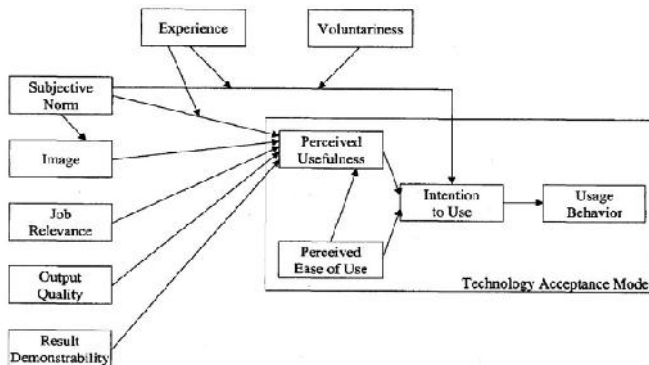 Experience
Voluntariness
Subjective
Norm
Image
Perceived
Usefulness
Intention
to Use
Usage
Behavior
Job
Relevance
Perceived
Ease of Use
Output
Quality
Technology Acceptance Mode
Result
Demonstrability